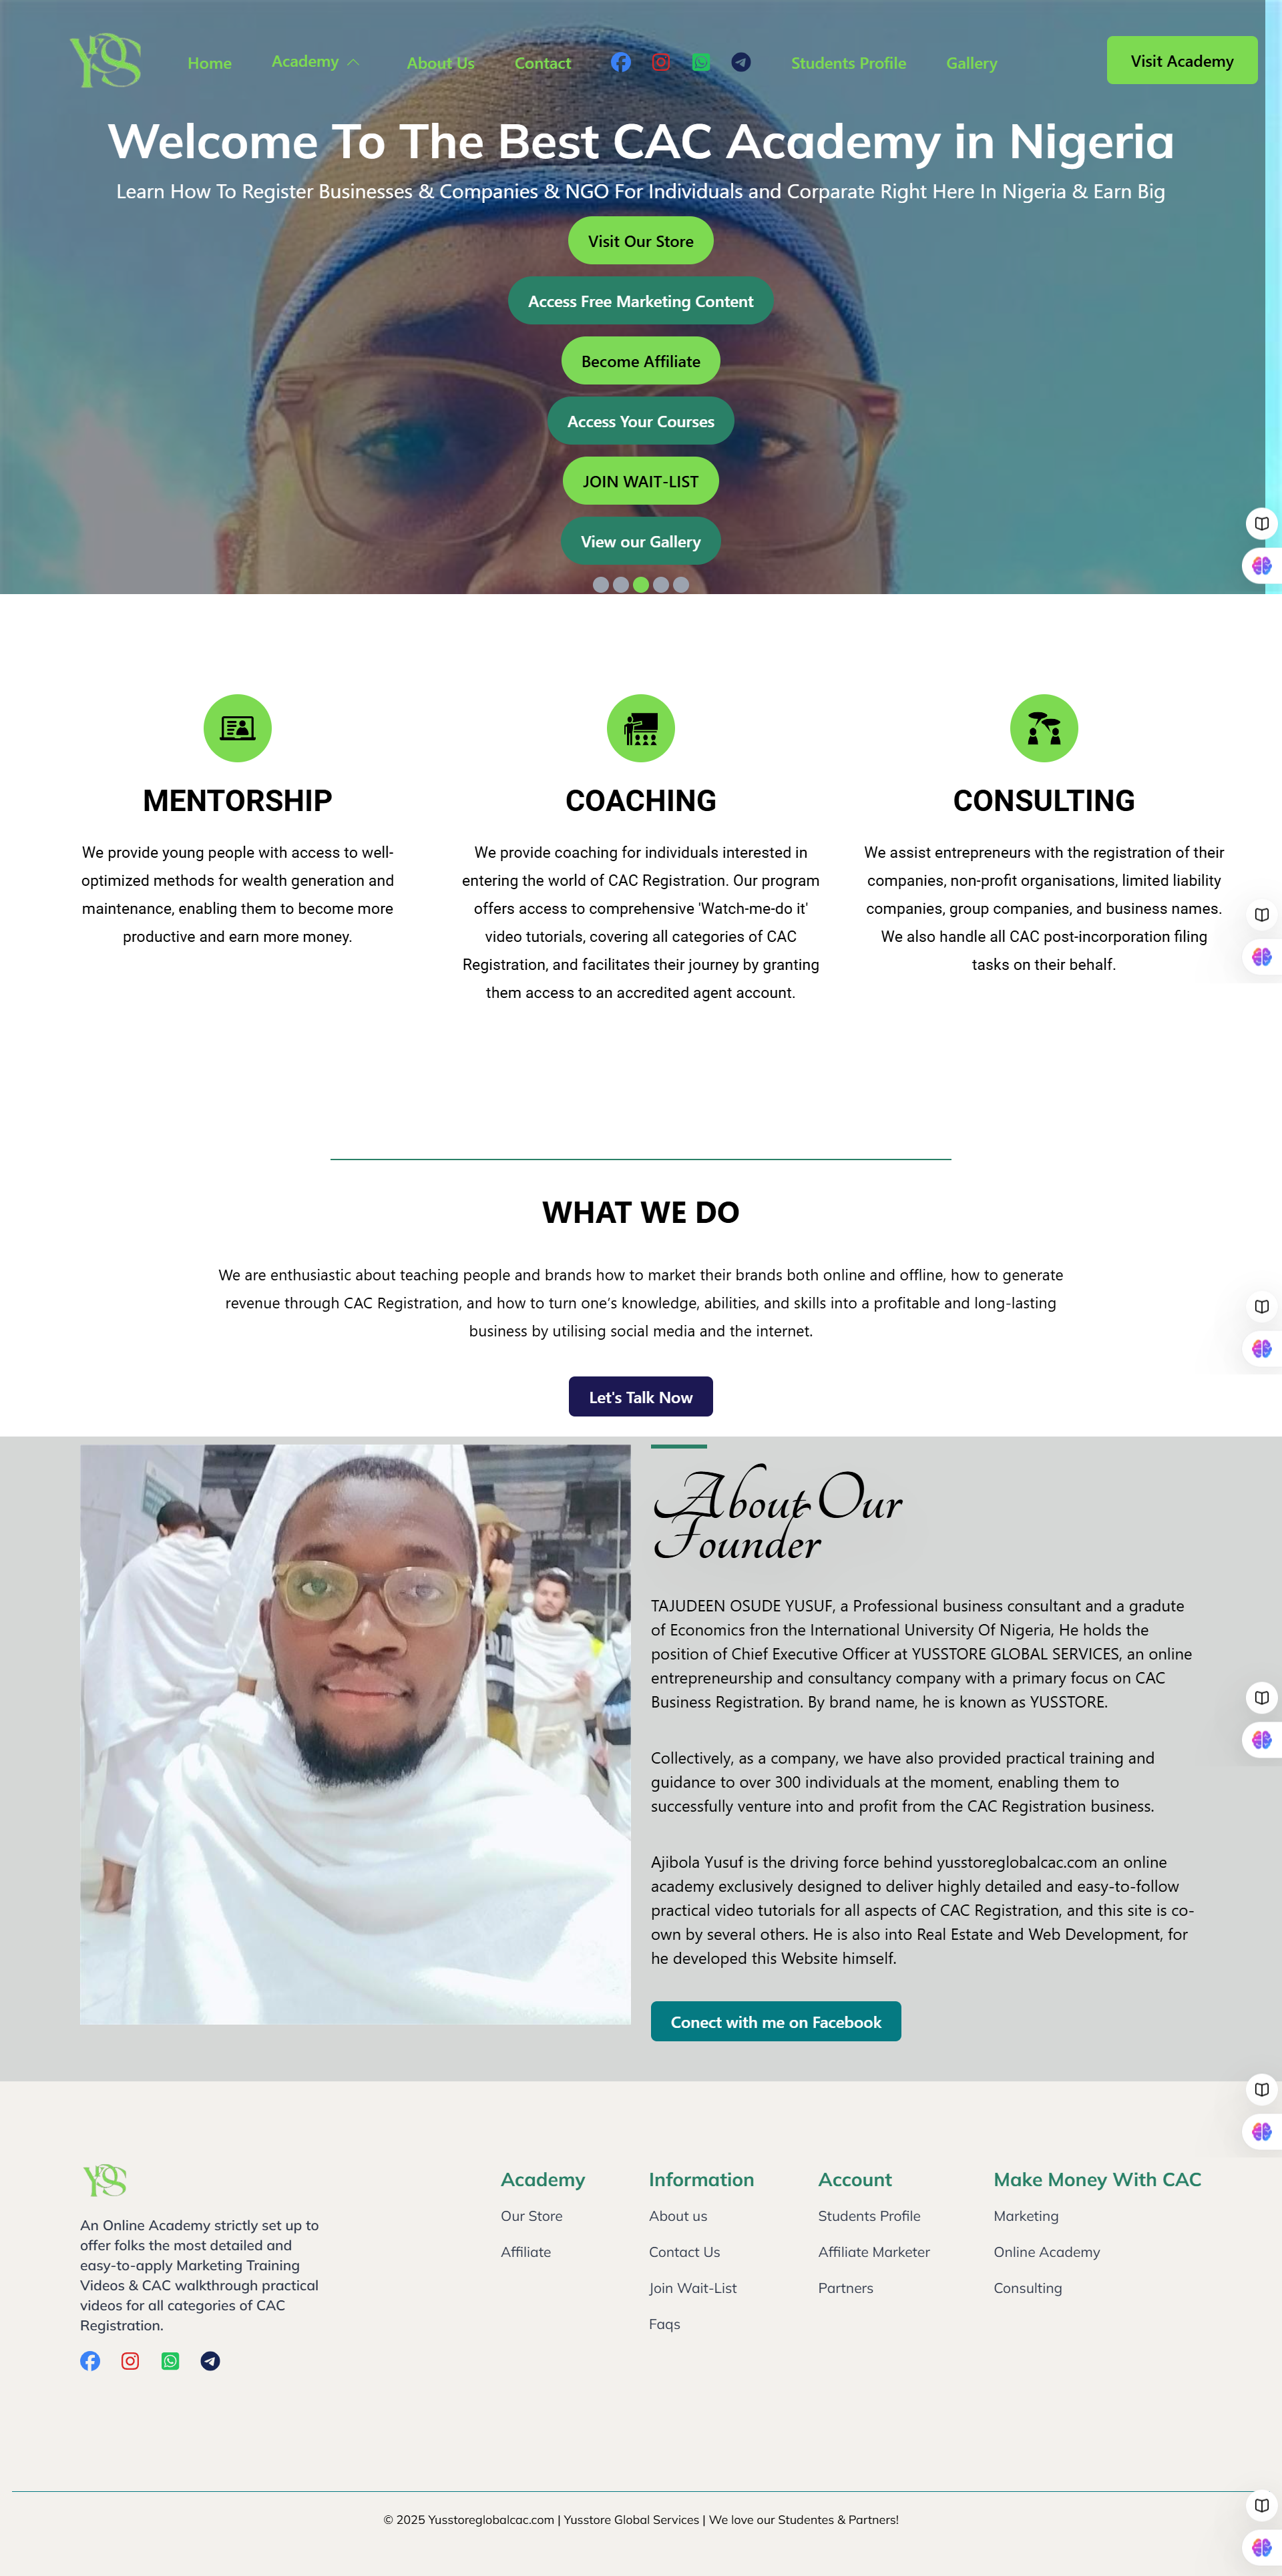 YGS
Home
Academy
About Us
Contact
Students Profile
Gallery
Visit Academy
Welcome To The Best CAC Academy in Nigeria
Learn How To Register Businesses & Companies & NGO For Individuals and Corparate Right Here In Nigeria & Earn Big
Visit Our Store
Access Free Marketing Content
Become Affiliate
Access Your Courses
JOIN WAIT-LIST
View our Gallery
MENTORSHIP
We provide young people with access to well-
optimized methods for wealth generation and
maintenance, enabling them to become more
productive and earn more money.
COACHING
We provide coaching for individuals interested in
entering the world of CAC Registration. Our program
offers access to comprehensive 'Watch-me-do it'
video tutorials, covering all categories of CAC
Registration, and facilitates their journey by granting
them access to an accredited agent account.
CONSULTING
We assist entrepreneurs with the registration of their
companies, non-profit organisations, limited liability
companies, group companies, and business names.
We also handle all CAC post-incorporation filing
tasks on their behalf.
WHAT WE DO
We are enthusiastic about teaching people and brands how to market their brands both online and offline, how to generate
revenue through CAC Registration, and how to turn one’s knowledge, abilities, and skills into a profitable and long-lasting
business by utilising social media and the internet.
Let's Talk Now
About Our
Founder
TAJUDEEN OSUDE YUSUF, a Professional business consultant and a gradute
of Economics fron the International University Of Nigeria, He holds the
position of Chief Executive Officer at YUSSTORE GLOBAL SERVICES, an online
entrepreneurship and consultancy company with a primary focus on CAC
Business Registration. By brand name, he is known as YUSSTORE.
Collectively, as a company, we have also provided practical training and
guidance to over 300 individuals at the moment, enabling them to
successfully venture into and profit from the CAC Registration business.
Ajibola Yusuf is the driving force behind yusstoreglobalcac.com an online
academy exclusively designed to deliver highly detailed and easy-to-follow
practical video tutorials for all aspects of CAC Registration, and this site is co-
own by several others. He is also into Real Estate and Web Development, for
he developed this Website himself.
Conect with me on Facebook
YGS
An Online Academy strictly set up to
offer folks the most detailed and
easy-to-apply Marketing Training
Videos & CAC walkthrough practical
videos for all categories of CAC
Registration.
Academy
Our Store
Affiliate
Information
About us
Contact Us
Join Wait-List
Faqs
Account
Students Profile
Affiliate Marketer
Partners
Make Money With CAC
Marketing
Online Academy
Consulting
© 2025 Yusstoreglobalcac.com | Yusstore Global Services | We love our Studentes & Partners!